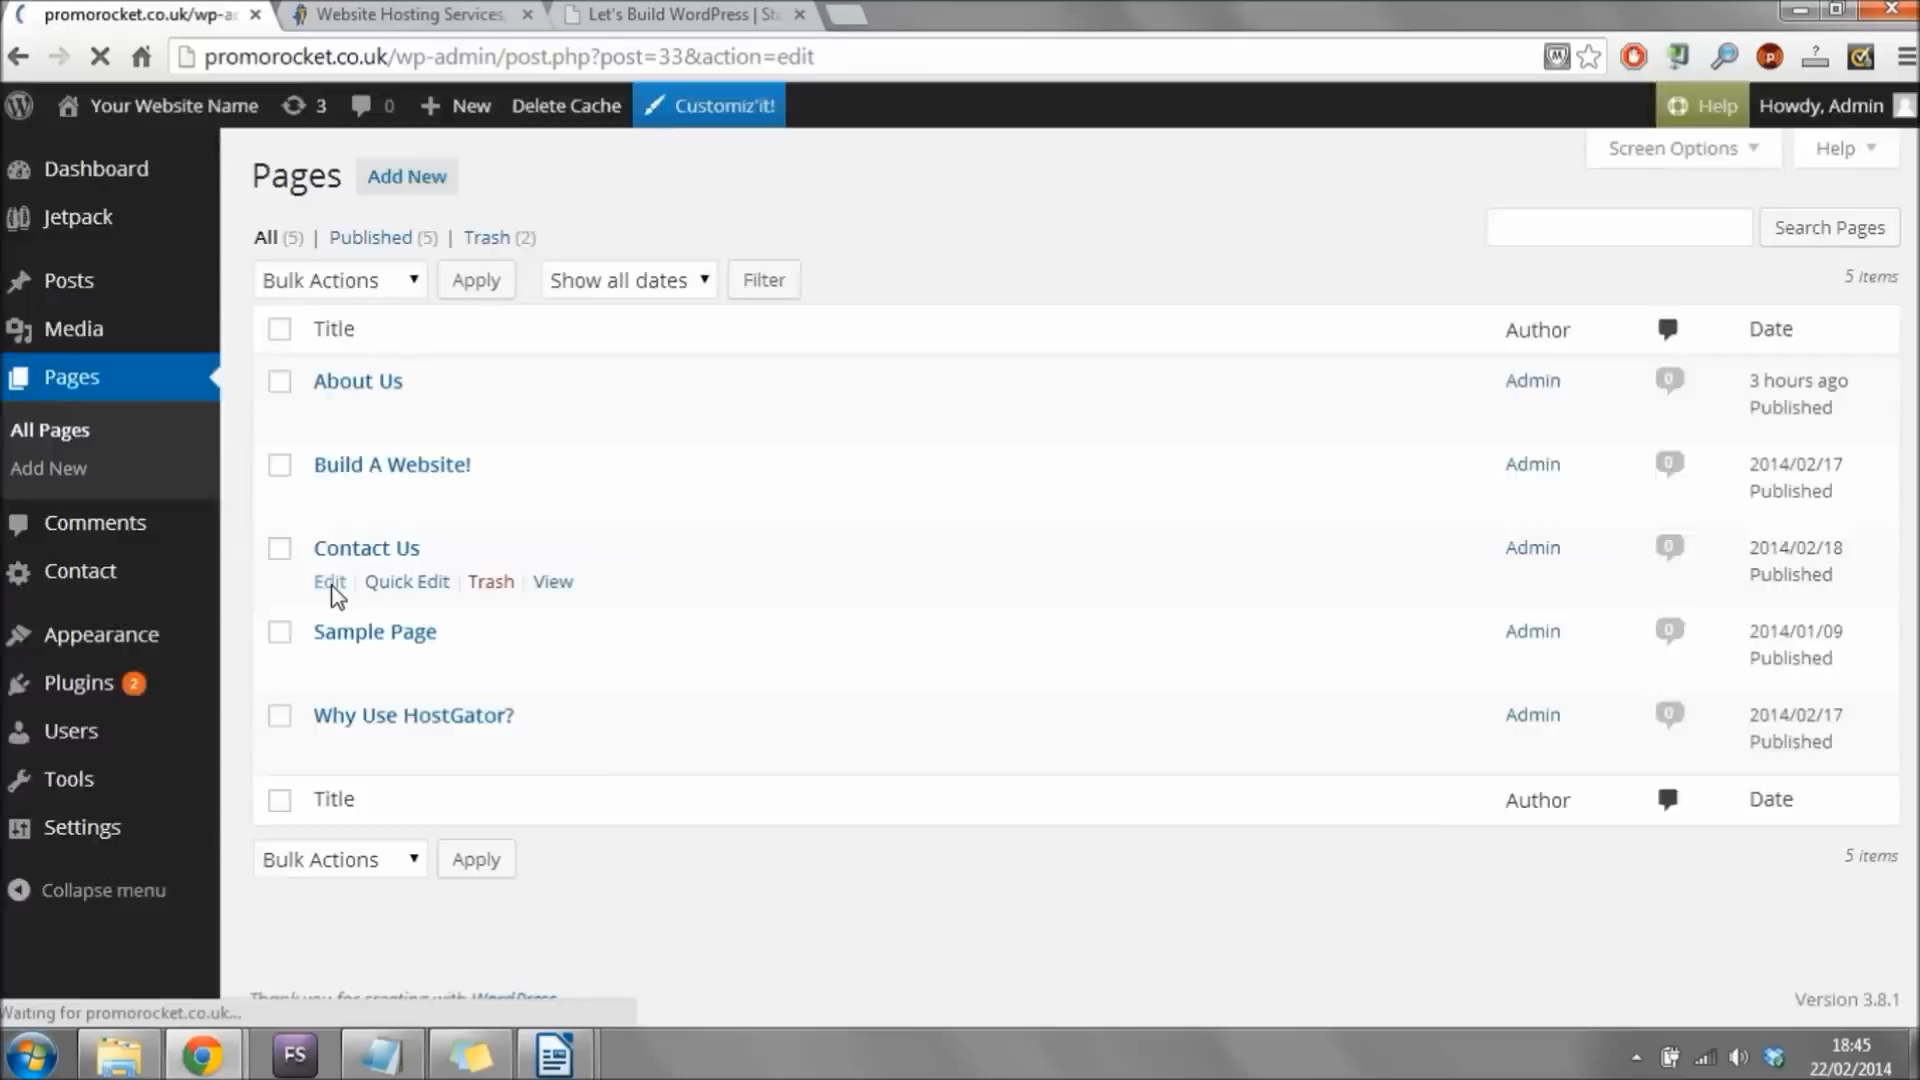 promorocket.co.uk/wp-a
Website Hosting Services,
Let's Build WordPress | St
promorocket.co.uk/wp-admin/post.php?post=33&action=edit
Your Website Name 3 0 New Delete Cache Customiz'it! Help Howdy, Admin
Dashboard
Jetpack
Posts
Media
Pages
All Pages
Add New
Comments
Contact
Appearance
Plugins 2
Users
Tools
Settings
Collapse menu
Screen Options Help
Pages Add New
All (5) | Published (5) | Trash (2)
Search Pages
Bulk Actions Apply Show all dates Filter
5 items
Title Author Date
About Us Admin 0 3 hours ago
Published
Build A Website! Admin 0 2014/02/17
Published
Contact Us Admin 0 2014/02/18
Published
Edit | Quick Edit | Trash | View
Sample Page Admin 0 2014/01/09
Published
Why Use HostGator? Admin 0 2014/02/17
Published
Title Author Date
Bulk Actions Apply
5 items
Thank you for creating with WordPress
Version 3.8.1
Waiting for promorocket.co.uk...
FS
18:45
22/02/2014